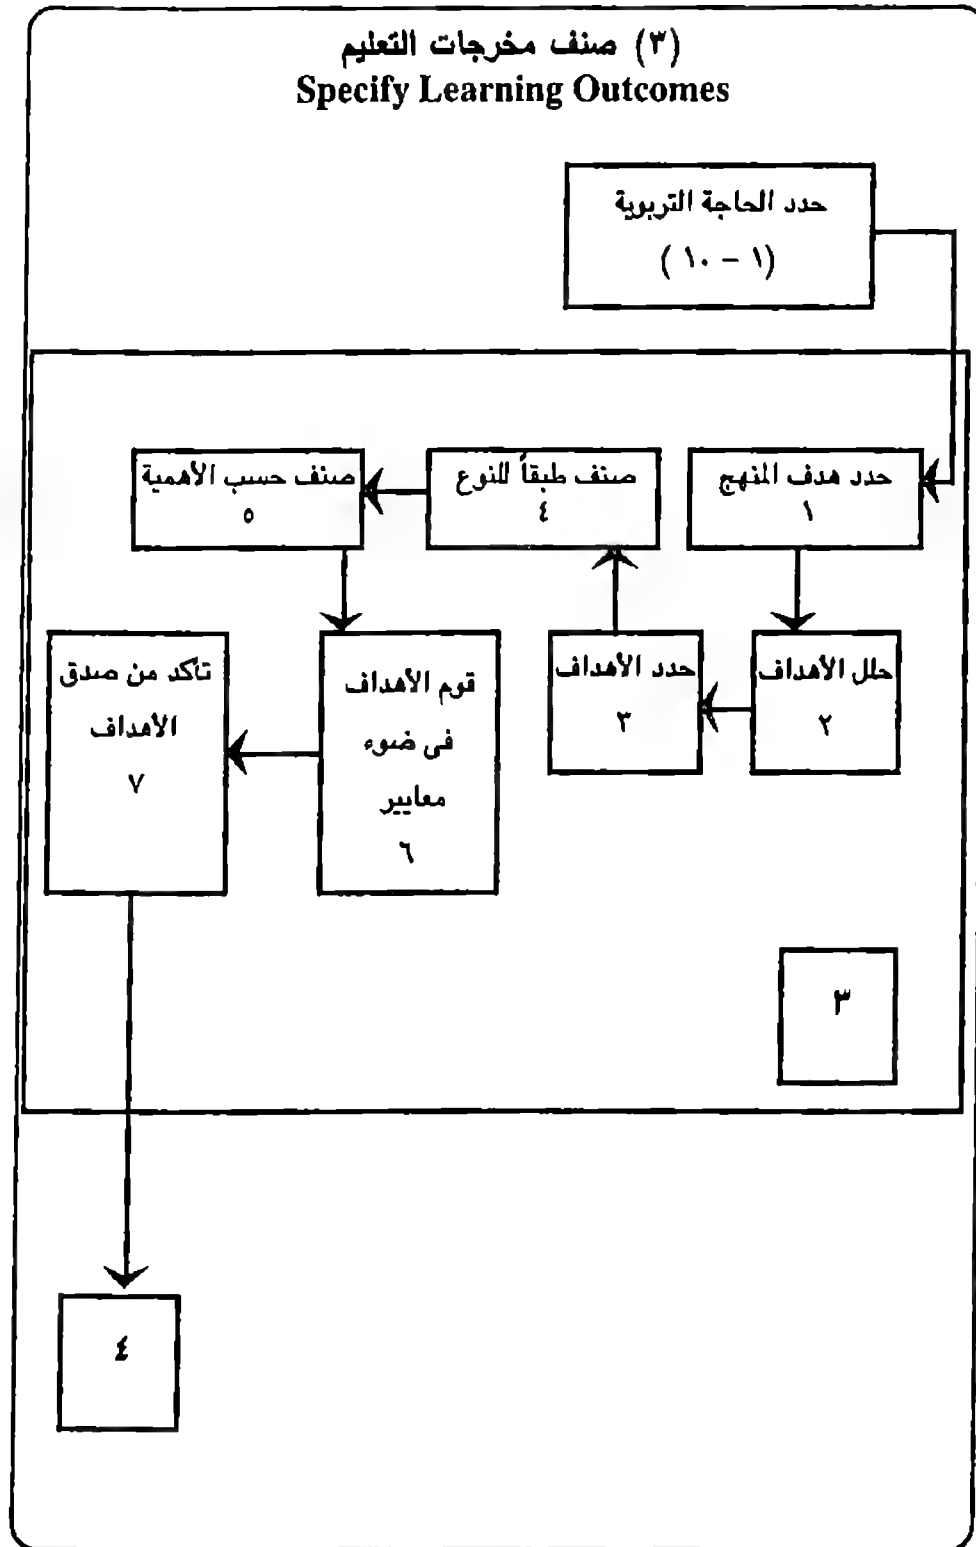 (٣) صنف مخرجات التعليم
Specify Learning Outcomes
حدد الحاجة التربوية
(١ - ١٠)
حدد هدف المنهج
١
صنف طبقاً للنوع
٤
صنف حسب الأهمية
٥
حلل الأهداف
٢
حدد الأهداف
٣
قوم الأهداف
فى ضوء
معايير
٦
تأكد من صدق
الأهداف
٧
٣
٤